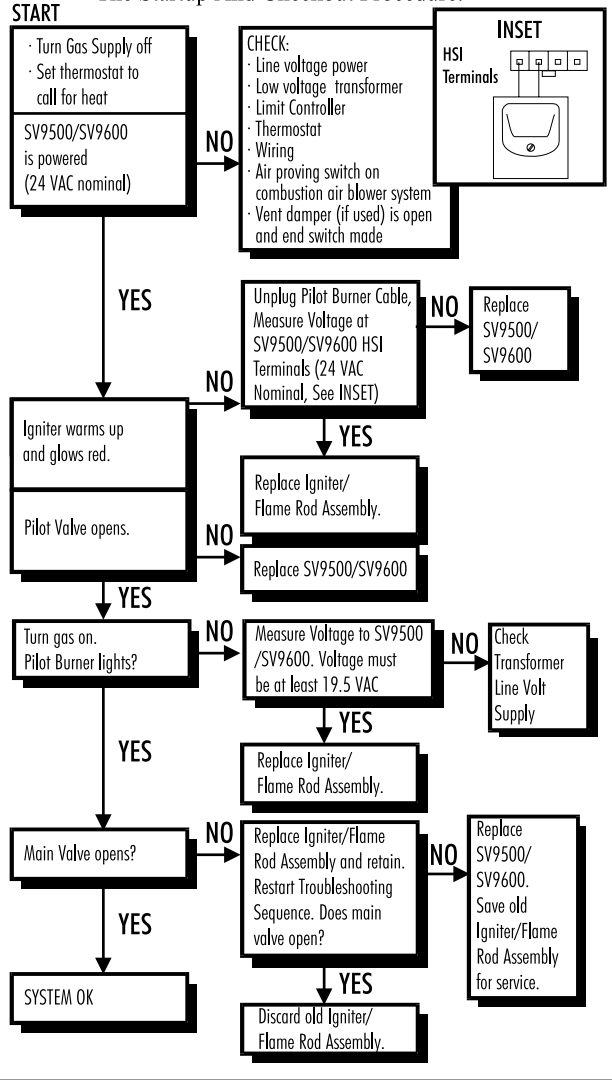 The Startup And Checkout Procedure.
START
· Turn Gas Supply off
· Set thermostat to
call for heat
SV9500/SV9600
is powered
(24 VAC nominal)
NO
CHECK:
· Line voltage power
· Low voltage transformer
· Limit Controller
· Thermostat
· Wiring
· Air proving switch on
combustion air blower system
· Vent damper (if used) is open
and end switch made
INSET
HSI
Terminals
YES
Igniter warms up
and glows red.
NO
Unplug Pilot Burner Cable,
Measure Voltage at
SV9500/SV9600 HSI
Terminals (24 VAC
Nominal, See INSET)
NO
Replace
SV9500/
SV9600
YES
Replace Igniter/
Flame Rod Assembly.
Pilot Valve opens.
NO
Replace SV9500/SV9600
YES
Turn gas on.
Pilot Burner lights?
NO
Measure Voltage to SV9500
/SV9600. Voltage must
be at least 19.5 VAC
NO
Check
Transformer
Line Volt
Supply
YES
Replace Igniter/
Flame Rod Assembly.
YES
Main Valve opens?
NO
Replace Igniter/Flame
Rod Assembly and retain.
Restart Troubleshooting
Sequence. Does main
valve open?
NO
Replace
SV9500/
SV9600.
Save old
Igniter/Flame
Rod Assembly
for service.
YES
Discard old Igniter/
Flame Rod Assembly.
YES
SYSTEM OK